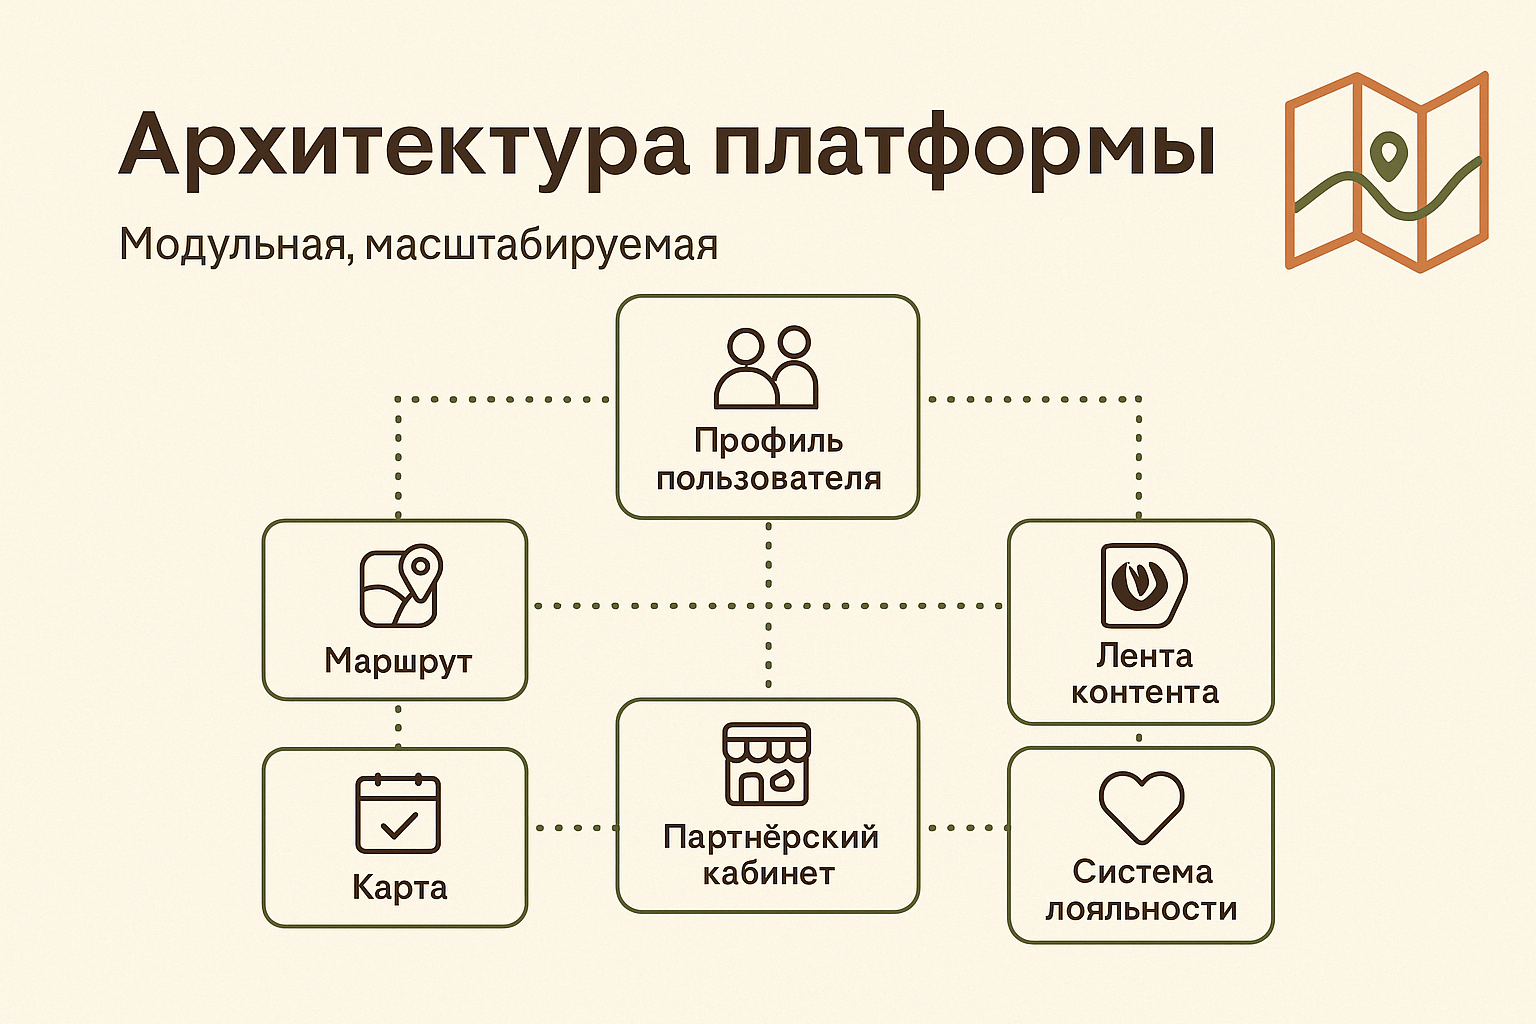 Архитектура платформы
Модульная, масштабируемая
Профиль
пользователя
Маршрут
Лента
контента
Карта
Партнёрский
кабинет
Система
лояльности